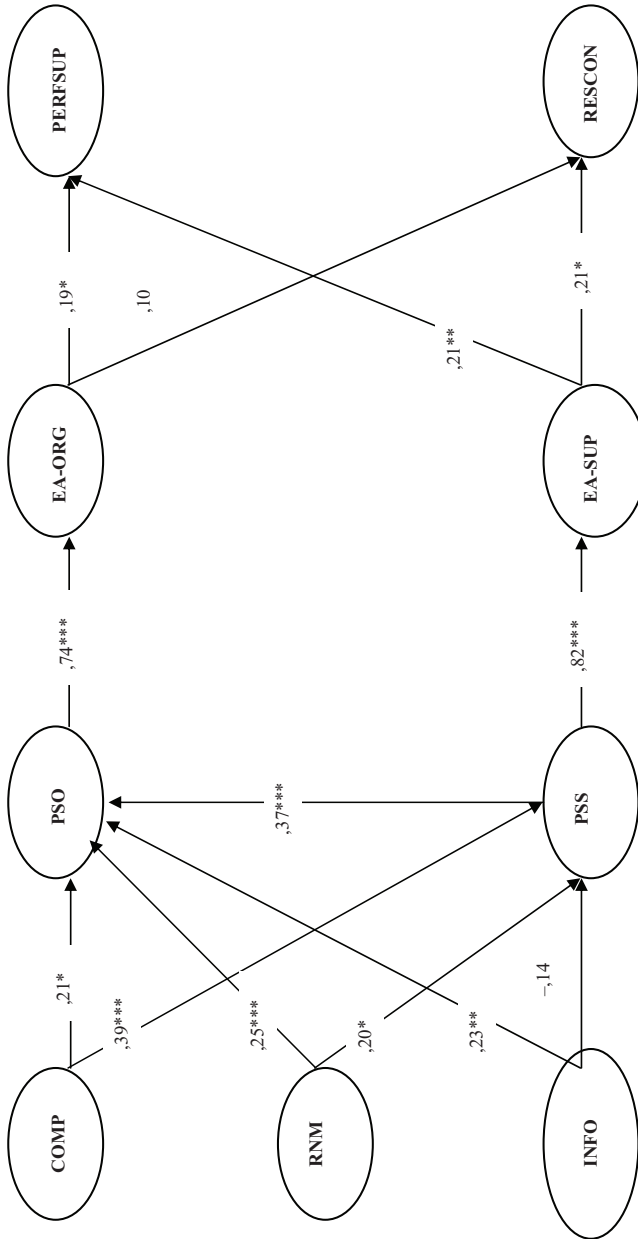 COMP
RNM
INFO
,21*
,39***
,25***
,20*
,23**
–,14
PSO
,37***
PSS
,74***
,82***
EA-ORG
EA-SUP
,19*
,10
,21**
,21*
PERFSUP
RESCON